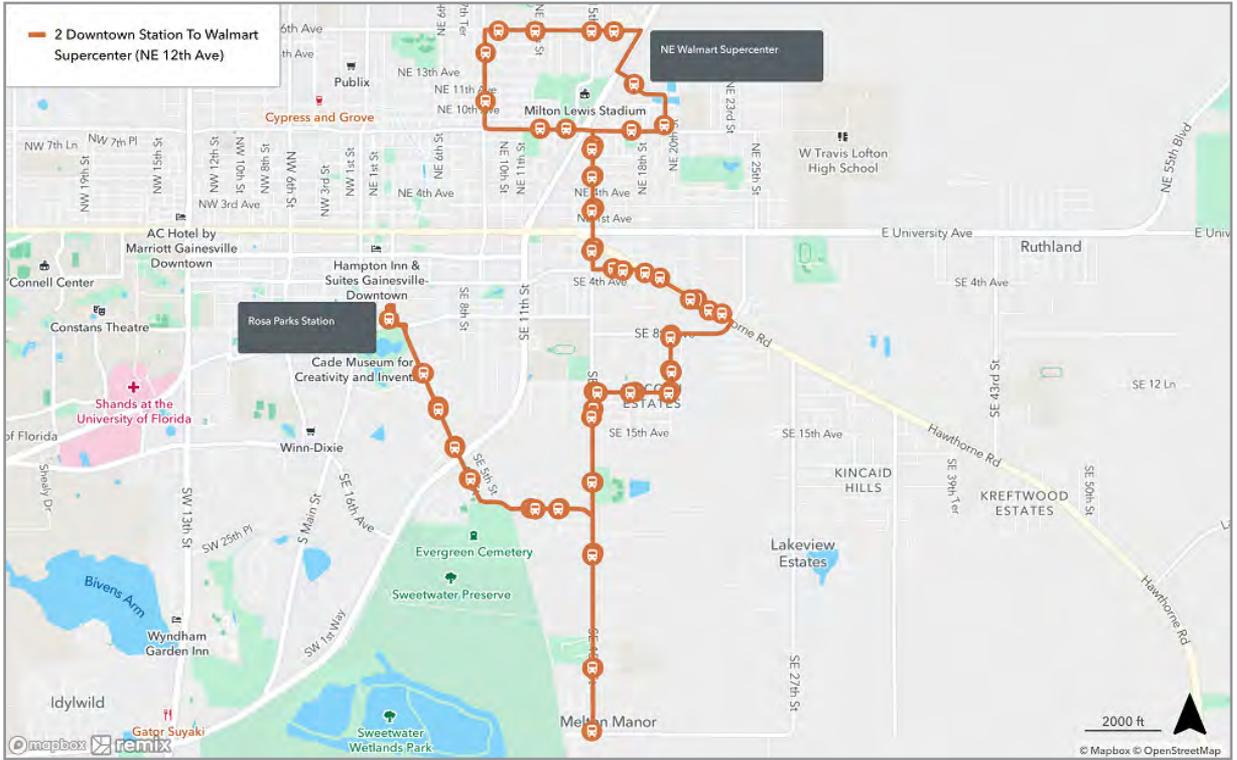 2 Downtown Station To Walmart
Supercenter (NE 12th Ave)
6th Ave
NE 13th Ave
NE 11th
NE 10th
NE Walmart Supercenter
Publix
Cypress and Grove
Milton Lewis Stadium
NE 23rd St
W Travis Lofton
High School
NE 55th Blvd
NW 7th Ln
NW 7th Pl
NW 19th St
NW 15th St
NW 12th St
NW 10th St
NW 8th St
NW 6th St
NW 3rd St
NW 1st St
NE 1st St
NE 6th St
NE 10th St
NE 11th St
NE 18th St
NE 20th
NE 25th St
NE 4th Ave
NE 4th Ave
NW 3rd Ave
1st Ave
AC Hotel by
Marriott Gainesville
Downtown
E University Ave
E Univ
Ruthland
'Connell Center
Hampton Inn &
Suites Gainesville-
Downtown
SE 8th St
SE 11th St
SE 4th Ave
SE 4th Ave
Constans Theatre
Rosa Parks Station
SE 8
orne Rd
Cade Museum for
Creativity and Invent
ESTATES
SE 43rd St
SE 12 Ln
Shands at the
University of Florida
of Florida
Winn-Dixie
SE 15th Ave
SE 15th Ave
Hawthorne Rd
Shealy Dr
SW 13th St
S Main St
SE 16th Ave
SE 5th St
KINCAID
HILLS
SE 39th Ter
KREFTWOOD
ESTATES
SE 50th St
SW 25th Pl
Evergreen Cemetery
Lakeview
Estates
Bivens Arm
Sweetwater Preserve
Hawthorne Rd
Wyndham
Garden Inn
SW 1st Way
SE 27th St
Idylwild
Gator Suyaki
Sweetwater
Wetlands Park
Melton Manor
2000 ft
mapbox remix
© Mapbox © OpenStreetMap